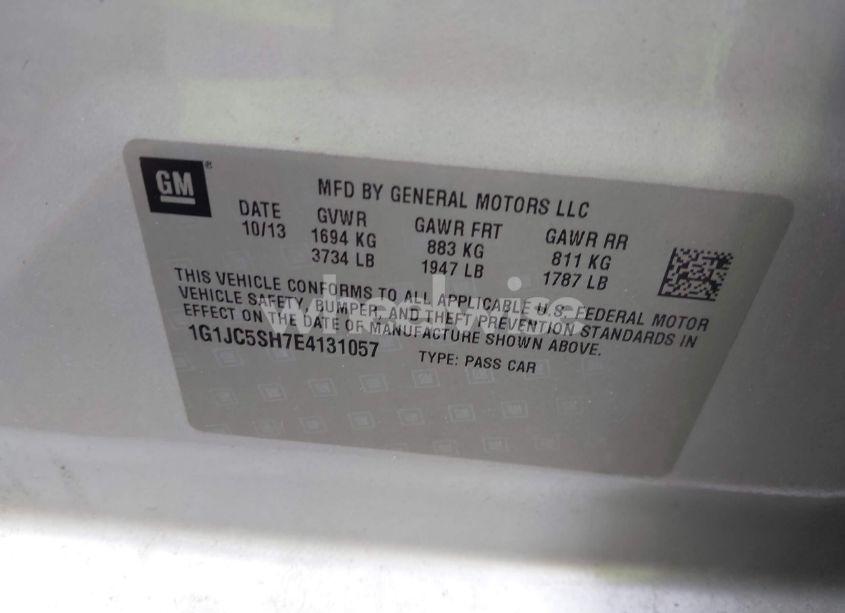 GM®
MFD BY GENERAL MOTORS LLC
DATE GVWR GAWR FRT GAWR RR
10/13 1694 KG 883 KG 811 KG
3734 LB 1947 LB 1787 LB
THIS VEHICLE CONFORMS TO ALL APPLICABLE U.S. FEDERAL MOTOR
VEHICLE SAFETY, BUMPER, AND THEFT PREVENTION STANDARDS IN
EFFECT ON THE DATE OF MANUFACTURE SHOWN ABOVE.
1G1JC5SH7E4131057 TYPE: PASS CAR
wheelwise